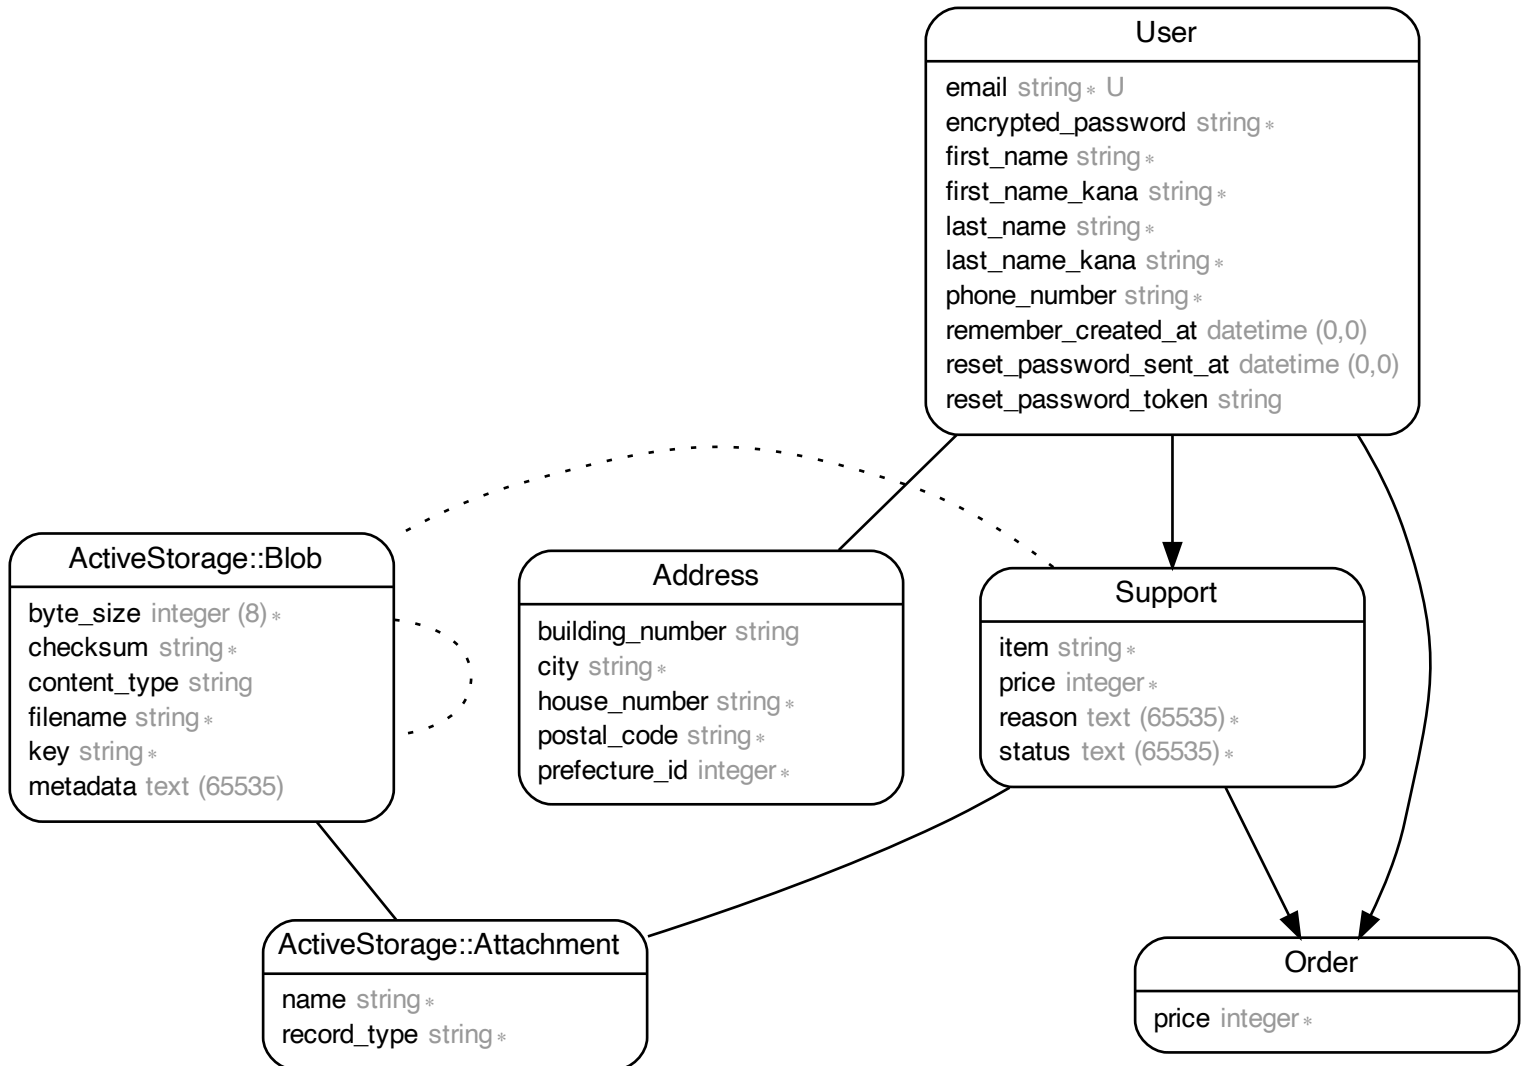 User
email string * U
encrypted_password string *
first_name string *
first_name_kana string *
last_name string *
last_name_kana string *
phone_number string *
remember_created_at datetime (0,0)
reset_password_sent_at datetime (0,0)
reset_password_token string
ActiveStorage::Blob
byte_size integer (8) *
checksum string *
content_type string
filename string *
key string *
metadata text (65535)
Address
building_number string
city string *
house_number string *
postal_code string *
prefecture_id integer *
Support
item string *
price integer *
reason text (65535) *
status text (65535) *
ActiveStorage::Attachment
name string *
record_type string *
Order
price integer *